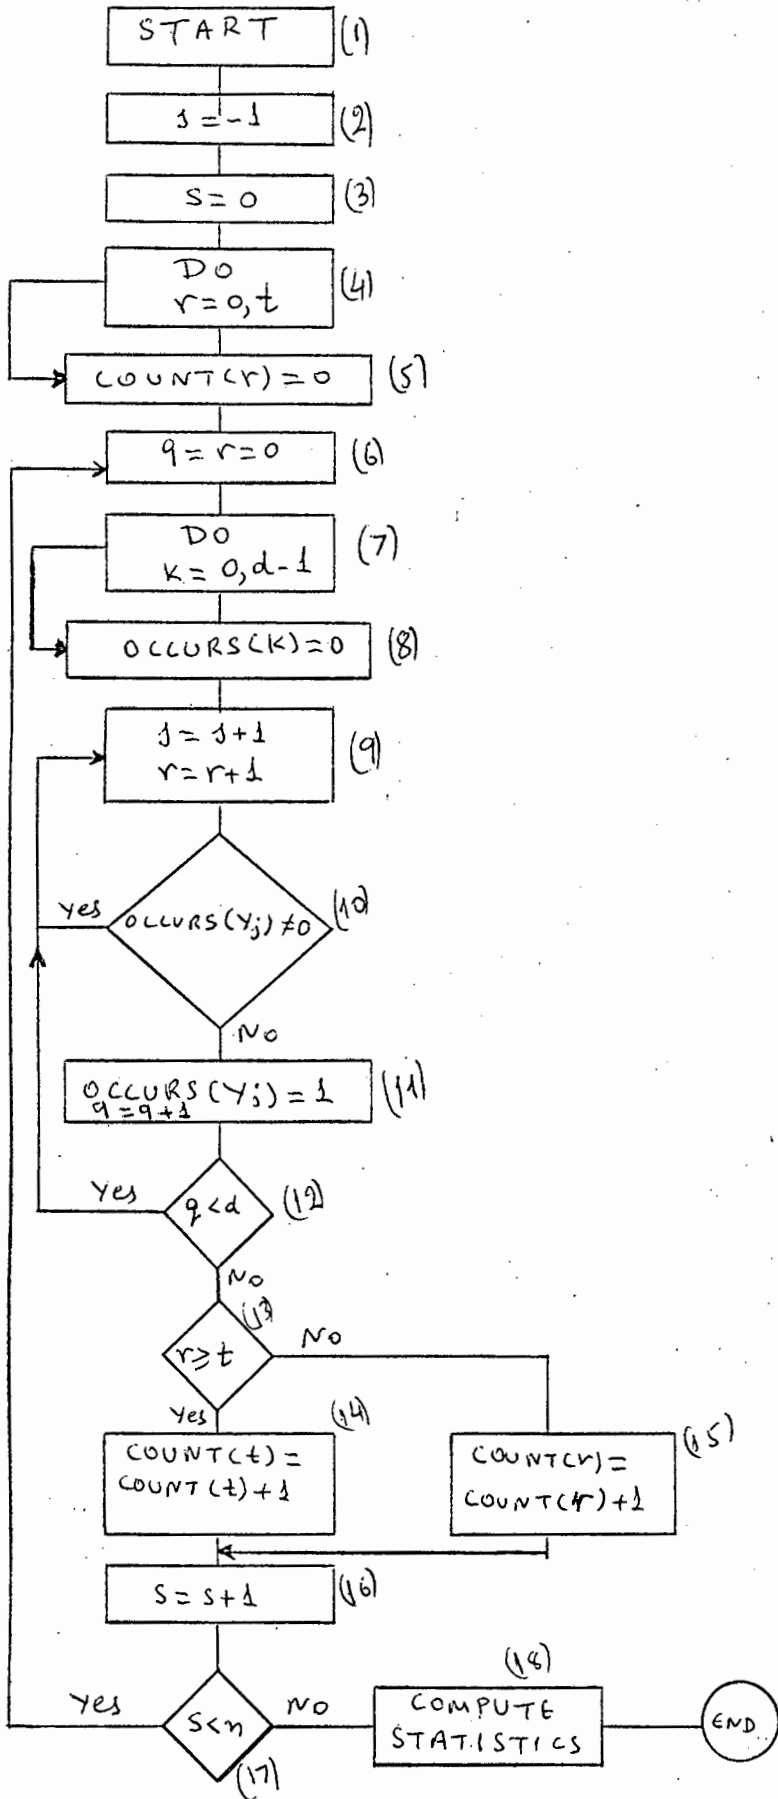 START (1)
J = -1 (2)
S = 0 (3)
DO
r = 0, t (4)
COUNT(r) = 0 (5)
q = r = 0 (6)
DO
K = 0, d-1 (7)
OCCURS(K) = 0 (8)
J = J+1
r = r+1 (9)
OCCURS(Yj) ≠ 0 (10)
Yes
NO
OCCURS(Yj) = 1 (11)
q = q+1
Yes
q < d (12)
NO
(13)
r ≥ t
NO
Yes
(14)
COUNT(t) =
COUNT(t) + 1
(15)
COUNT(r) =
COUNT(r) + 1
S = S+1 (16)
Yes
S < n
NO
(17)
(18)
COMPUTE
STATISTICS
END